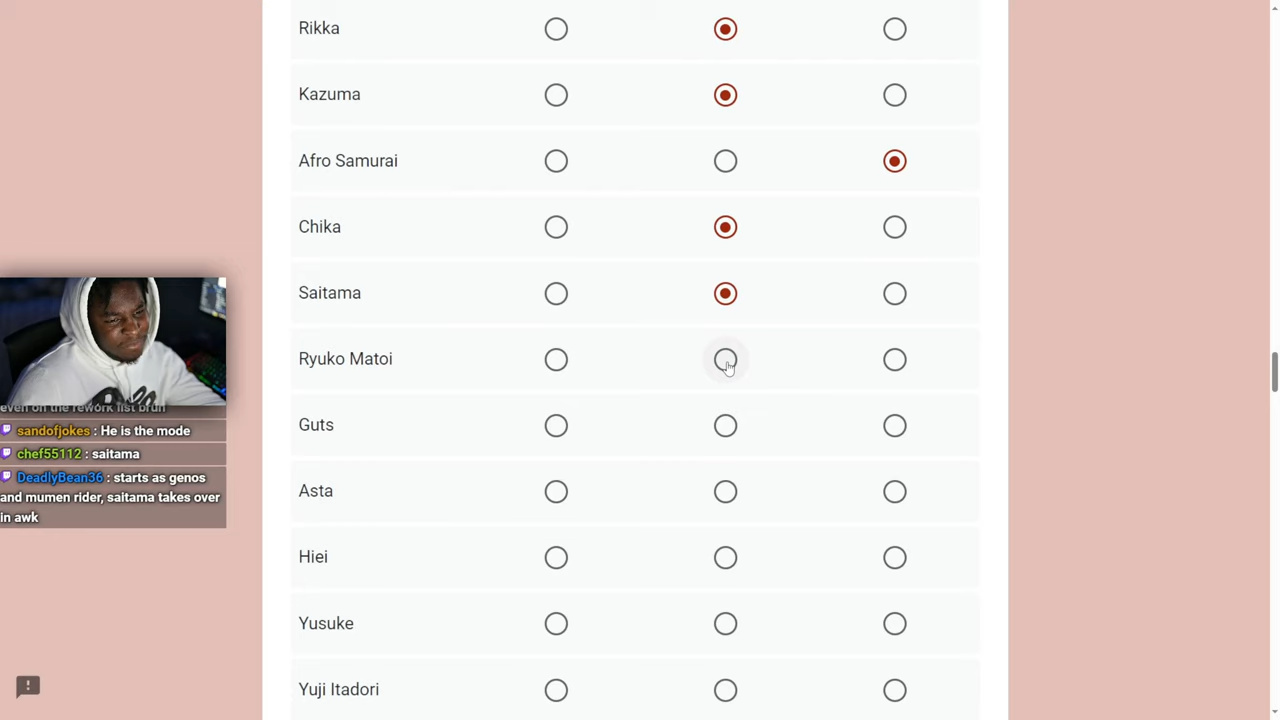 Rikka
Kazuma
Afro Samurai
Chika
Saitama
Ryuko Matoi
Guts
Asta
Hiei
Yusuke
Yuji Itadori
even on the rework list bruh
sandofjokes : He is the mode
chef55112 : saitama
DeadlyBean36 : starts as genos
and mumen rider, saitama takes over
in awk